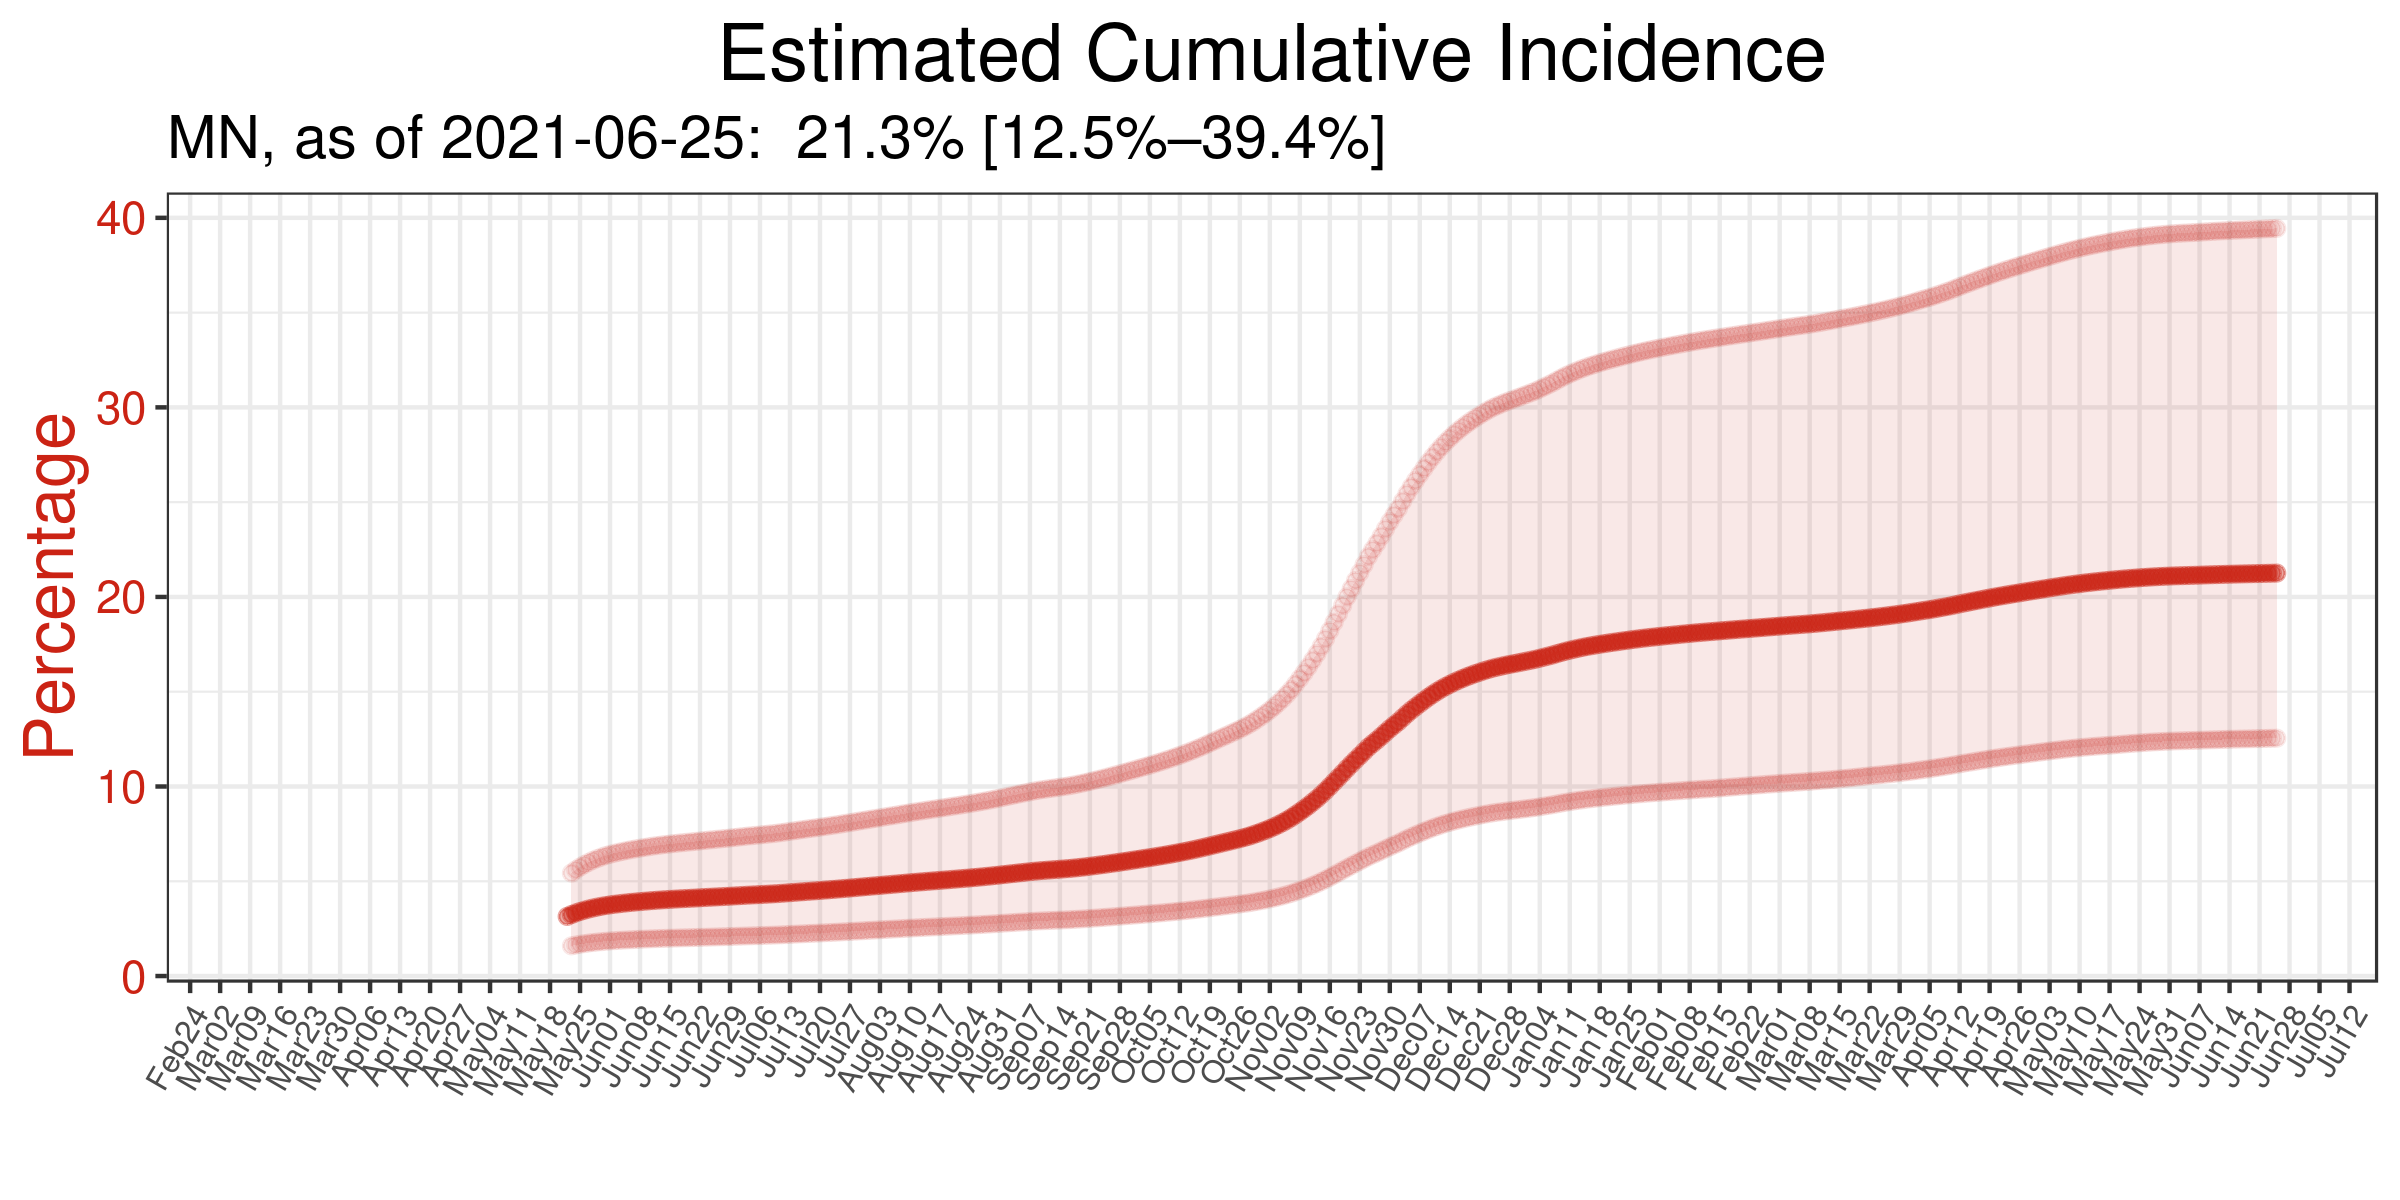 Estimated Cumulative Incidence
MN, as of 2021-06-25:  21.3% [12.5%–39.4%]
Percentage
40
30
20
10
0
Feb24
Mar02
Mar09
Mar16
Mar23
Mar30
Apr06
Apr13
Apr20
Apr27
May04
May11
May18
May25
Jun01
Jun08
Jun15
Jun22
Jun29
Jul06
Jul13
Jul20
Jul27
Aug03
Aug10
Aug17
Aug24
Aug31
Sep07
Sep14
Sep21
Sep28
Oct05
Oct12
Oct19
Oct26
Nov02
Nov09
Nov16
Nov23
Nov30
Dec07
Dec14
Dec21
Dec28
Jan04
Jan11
Jan18
Jan25
Feb01
Feb08
Feb15
Feb22
Mar01
Mar08
Mar15
Mar22
Mar29
Apr05
Apr12
Apr19
Apr26
May03
May10
May17
May24
May31
Jun07
Jun14
Jun21
Jun28
Jul05
Jul12